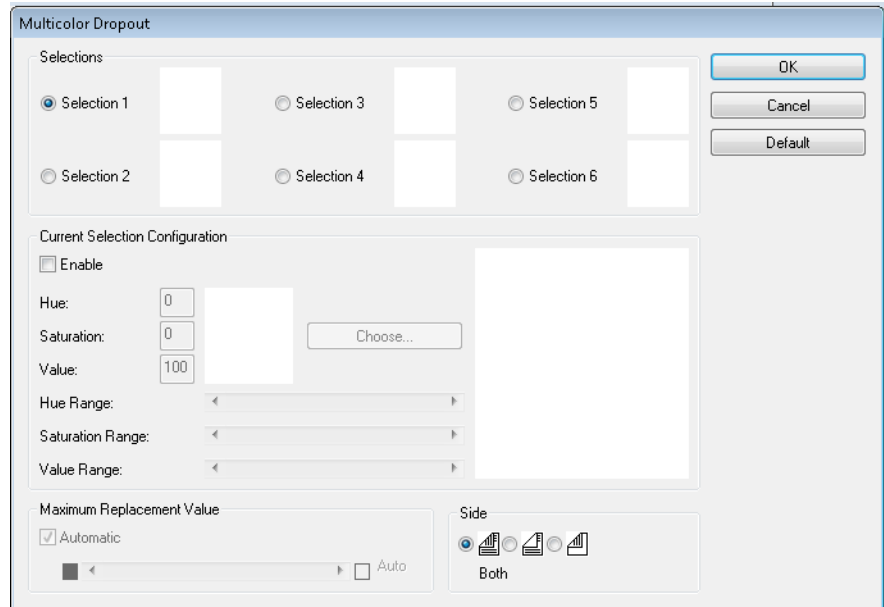 Multicolor Dropout
Selections
Selection 1
Selection 3
Selection 5
Selection 2
Selection 4
Selection 6
OK
Cancel
Default
Current Selection Configuration
Enable
Hue: 0
Saturation: 0
Choose...
Value: 100
Hue Range:
Saturation Range:
Value Range:
Maximum Replacement Value
Automatic
Auto
Side
Both